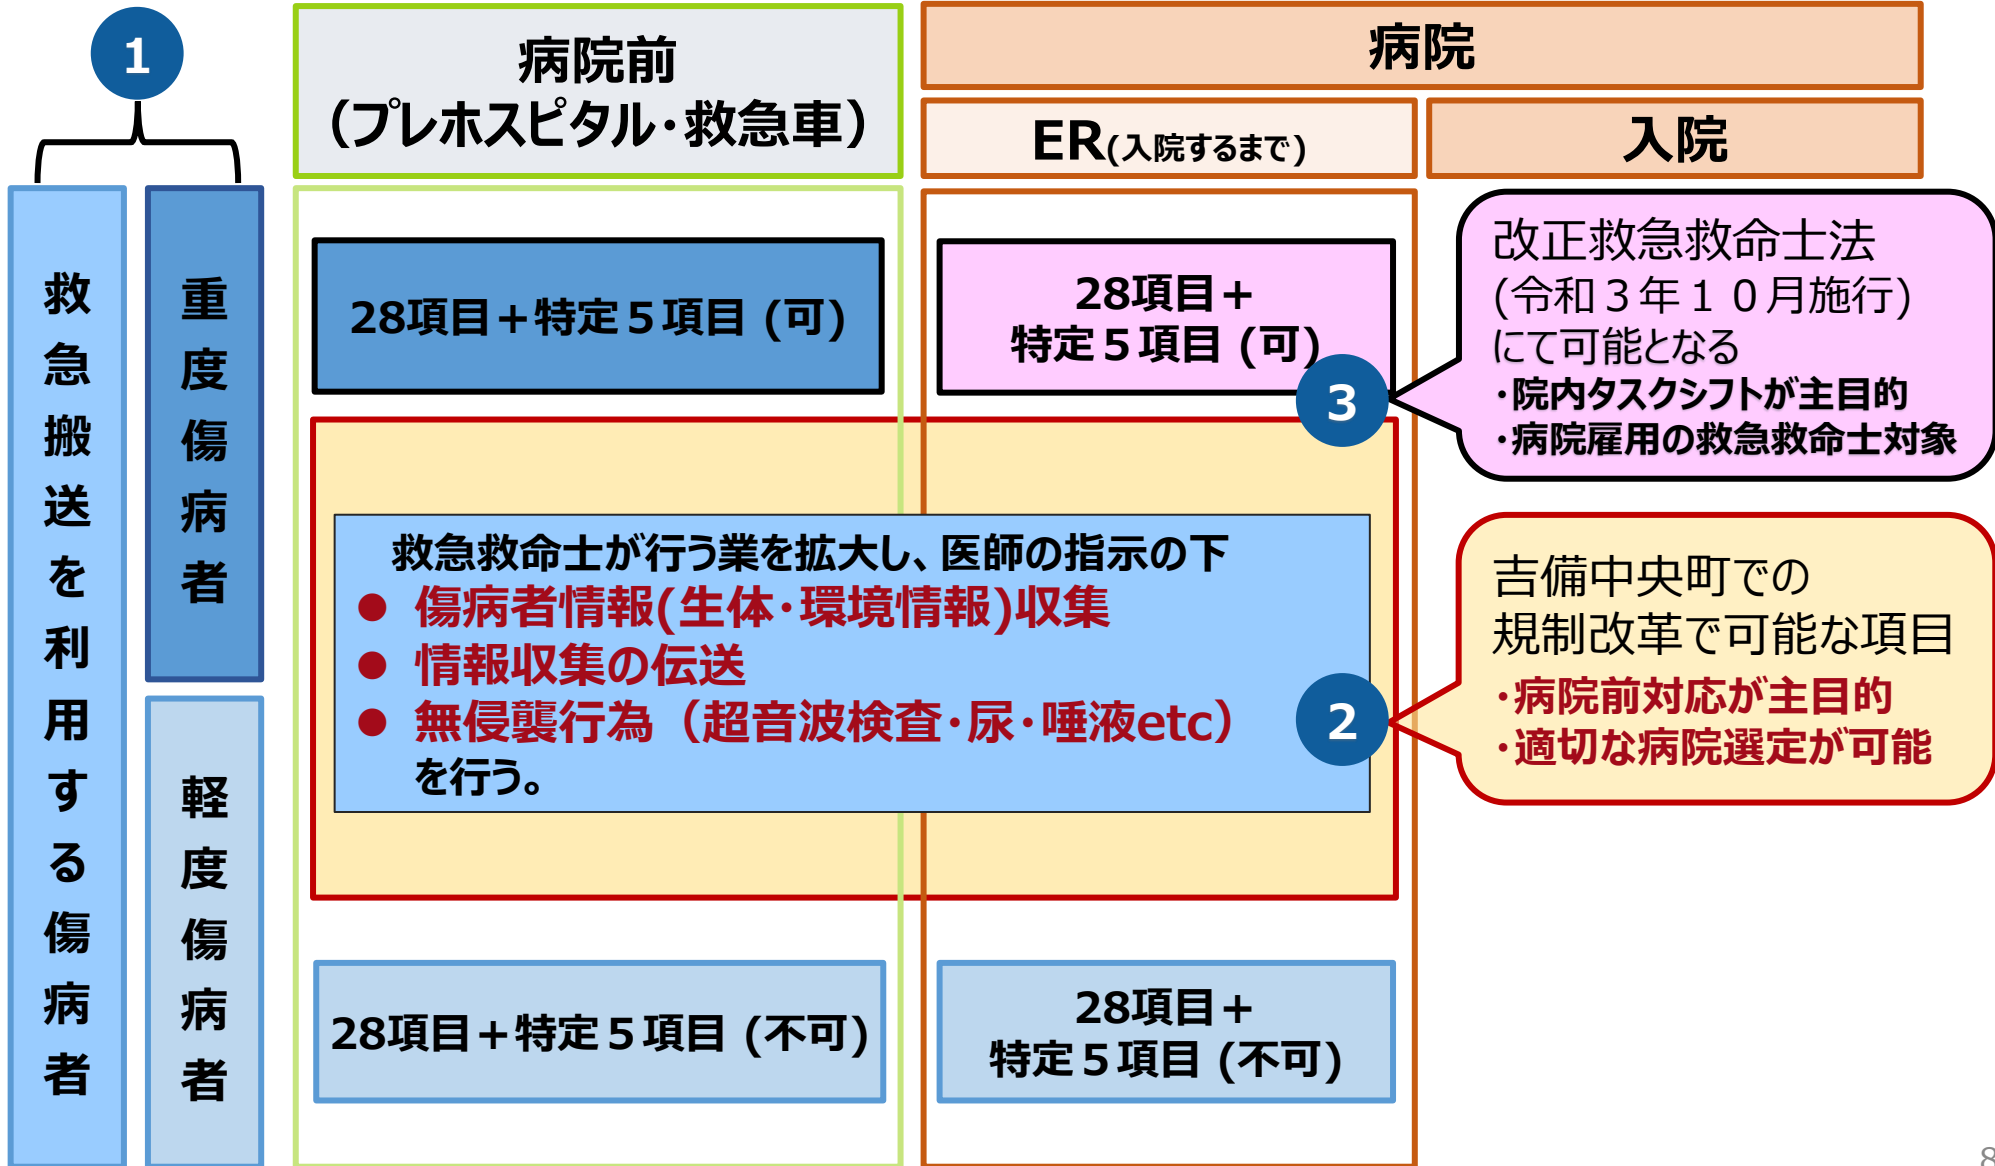 1
病院前
（プレホスピタル・救急車）
病院
ER(入院するまで)
入院
救急搬送を利用する傷病者
重度傷病者
軽度傷病者
28項目＋特定５項目 (可)
28項目＋
特定５項目 (可)
3
改正救急救命士法
(令和３年１０月施行)
にて可能となる
・院内タスクシフトが主目的
・病院雇用の救急救命士対象
救急救命士が行う業を拡大し、医師の指示の下
● 傷病者情報(生体・環境情報)収集
● 情報収集の伝送
● 無侵襲行為（超音波検査・尿・唾液etc）
を行う。
2
吉備中央町での
規制改革で可能な項目
・病院前対応が主目的
・適切な病院選定が可能
28項目＋特定５項目 (不可)
28項目＋
特定５項目 (不可)
8